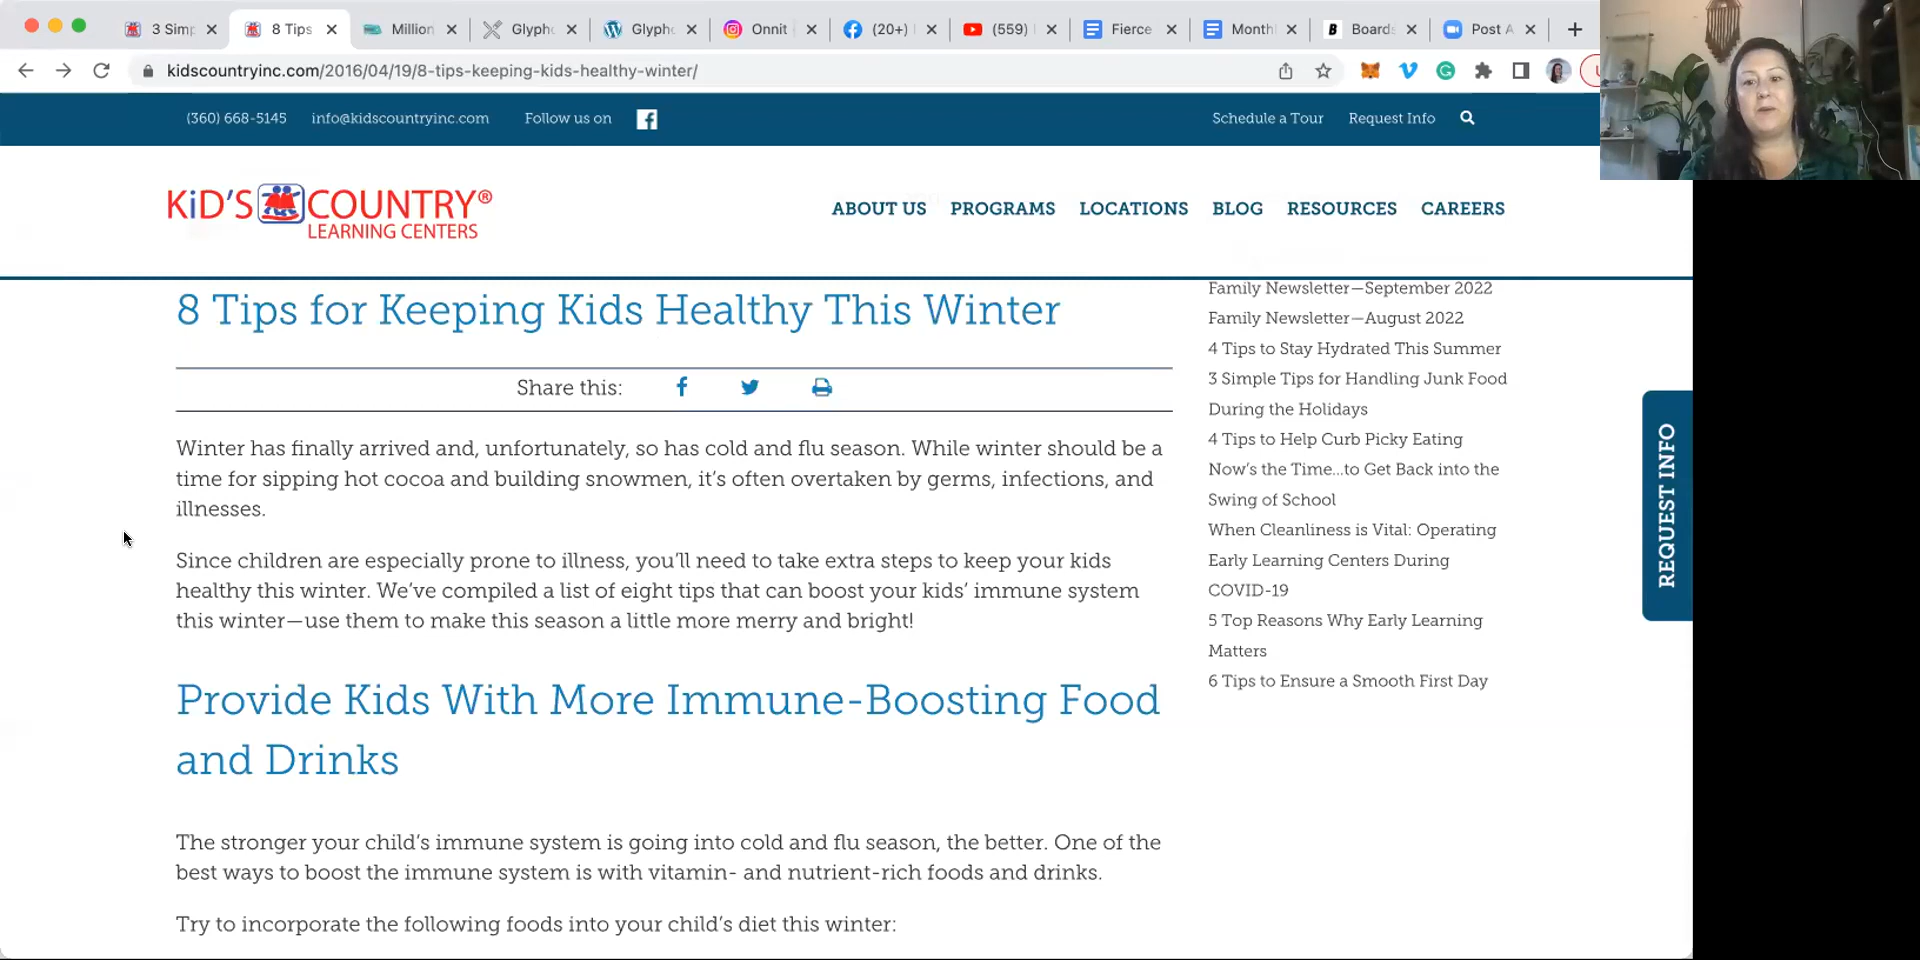 3 Simp
8 Tips
Million
Glyph
Glyph
Onnit
(20+)
(559)
Fierce
Month
Board
Post A
kidscountryinc.com/2016/04/19/8-tips-keeping-kids-healthy-winter/
(360) 668-5145 info@kidscountryinc.com Follow us on
Schedule a Tour Request Info
KiD'S COUNTRY®
LEARNING CENTERS
ABOUT US PROGRAMS LOCATIONS BLOG RESOURCES CAREERS
8 Tips for Keeping Kids Healthy This Winter
Share this:
Winter has finally arrived and, unfortunately, so has cold and flu season. While winter should be a
time for sipping hot cocoa and building snowmen, it's often overtaken by germs, infections, and
illnesses.
Since children are especially prone to illness, you'll need to take extra steps to keep your kids
healthy this winter. We've compiled a list of eight tips that can boost your kids' immune system
this winter—use them to make this season a little more merry and bright!
Provide Kids With More Immune-Boosting Food
and Drinks
The stronger your child's immune system is going into cold and flu season, the better. One of the
best ways to boost the immune system is with vitamin- and nutrient-rich foods and drinks.
Try to incorporate the following foods into your child's diet this winter:
Family Newsletter—September 2022
Family Newsletter—August 2022
4 Tips to Stay Hydrated This Summer
3 Simple Tips for Handling Junk Food
During the Holidays
4 Tips to Help Curb Picky Eating
Now's the Time...to Get Back into the
Swing of School
When Cleanliness is Vital: Operating
Early Learning Centers During
COVID-19
5 Top Reasons Why Early Learning
Matters
6 Tips to Ensure a Smooth First Day
REQUEST INFO